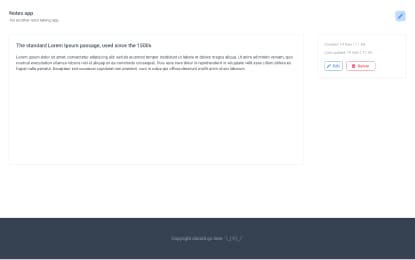 Notes app
Yet another note taking app.
The standard Lorem Ipsum passage, used since the 1500s
Lorem ipsum dolor sit amet, consectetur adipiscing elit, sed do eiusmod tempor incididunt ut labore et dolore magna aliqua. Ut enim ad minim veniam, quis
nostrud exercitation ullamco laboris nisi ut aliquip ex ea commodo consequat. Duis aute irure dolor in reprehenderit in voluptate velit esse cillum dolore eu
fugiat nulla pariatur. Excepteur sint occaecat cupidatat non proident, sunt in culpa qui officia deserunt mollit anim id est laborum.
Created:
Last updated:
Edit
Delete
Copyright should go here